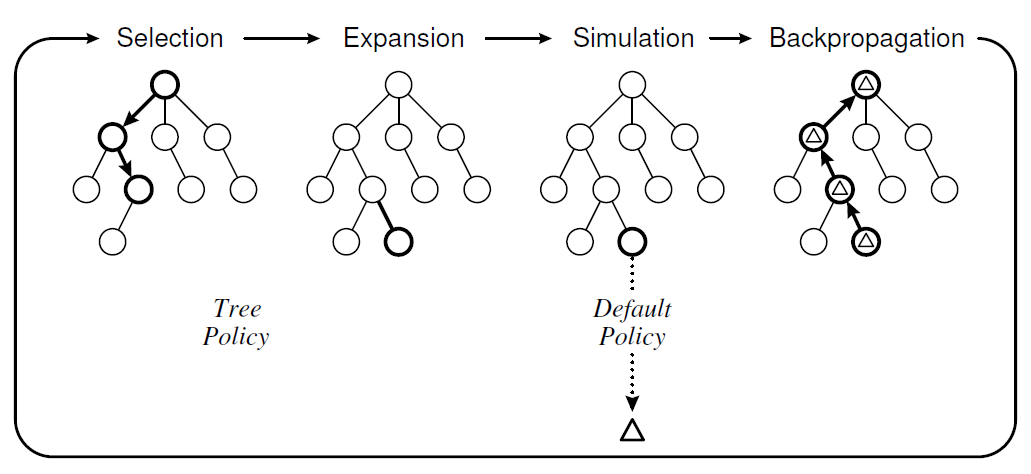 Selection
Expansion
Simulation
Backpropagation
Tree
Policy
Default
Policy